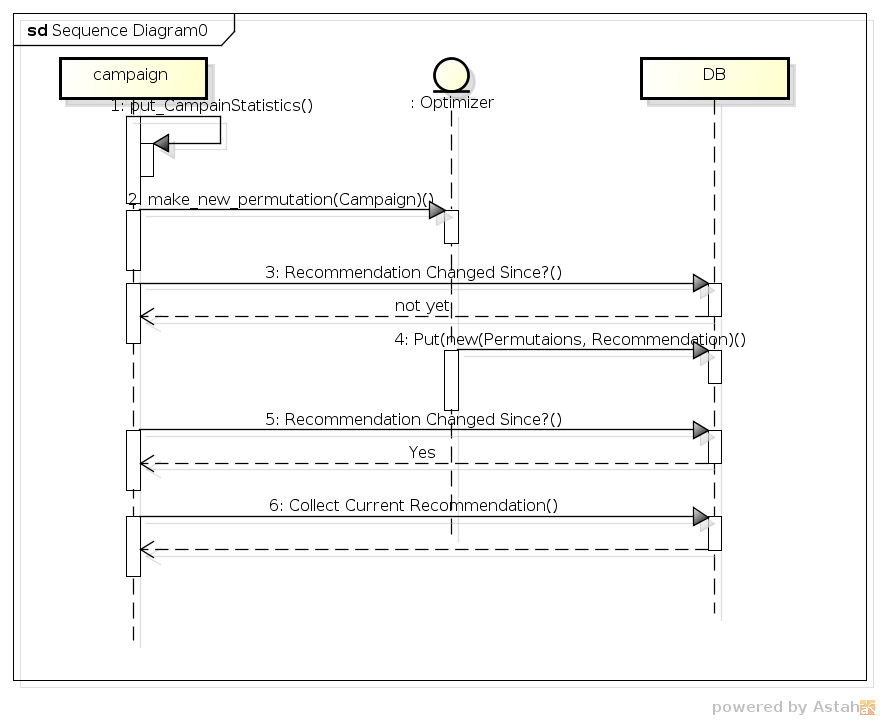 sd Sequence Diagram0
campaign
DB
: Optimizer
1: put_CampainStatistics()
2: make_new_permutation(Campaign)()
3: Recommendation Changed Since?()
not yet
4: Put(new(Permutaions, Recommendation)()
5: Recommendation Changed Since?()
Yes
6: Collect Current Recommendation()
powered by Astah